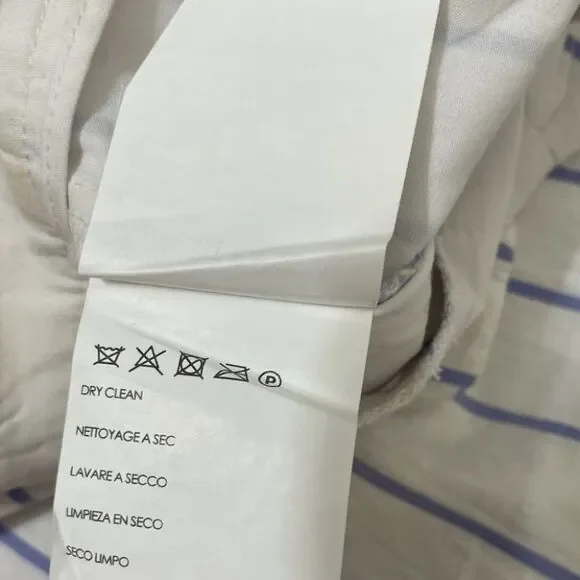 P
DRY CLEAN
NETTOYAGE A SEC
LAVARE A SECCO
LIMPIEZA EN SECO
SECO LIMPO